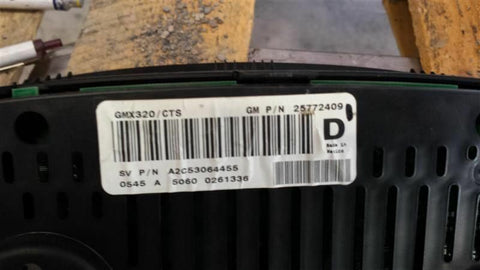 GMX320/CTS GM P/N 25772409
D
Made in
Mexico
SV P/N A2C53064455
0545 A 5060 0261336